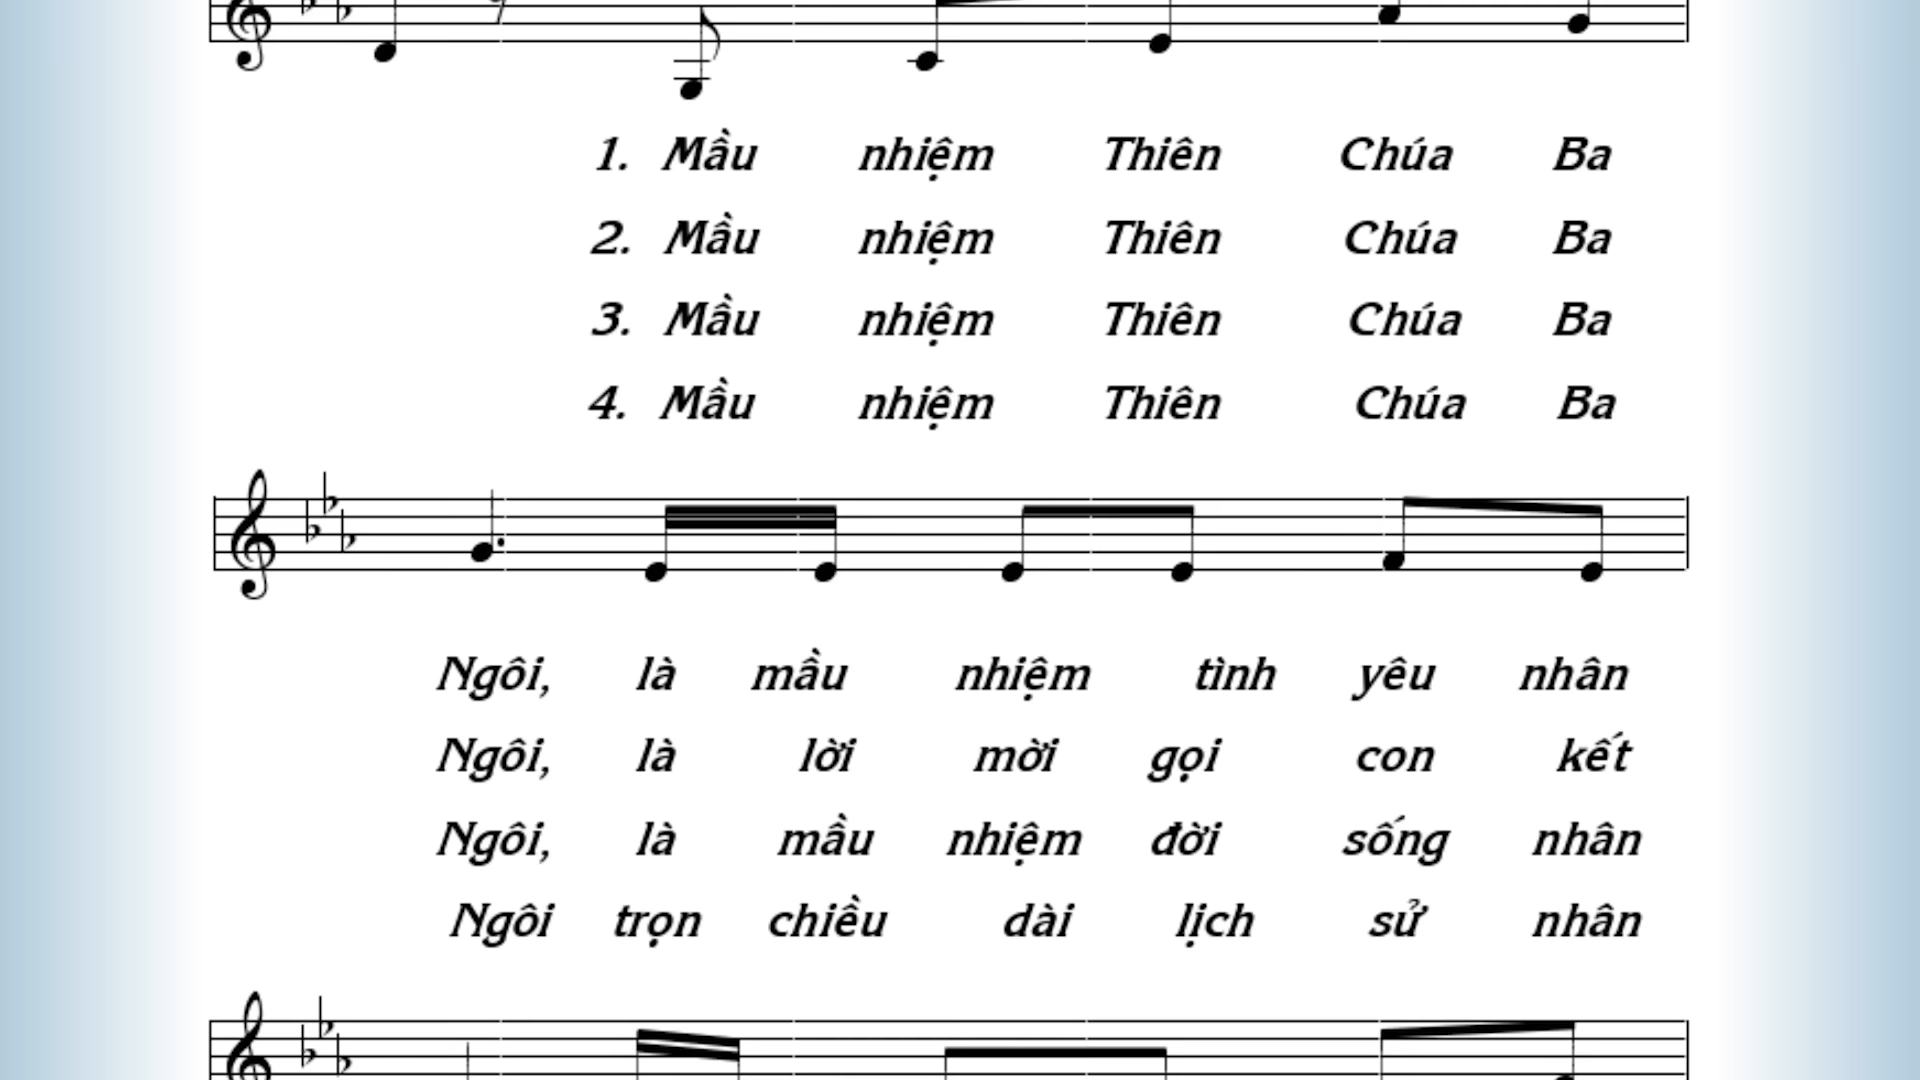 1. Mầu nhiệm Thiên Chúa Ba
2. Mầu nhiệm Thiên Chúa Ba
3. Mầu nhiệm Thiên Chúa Ba
4. Mầu nhiệm Thiên Chúa Ba
Ngôi, là mầu nhiệm tình yêu nhân
Ngôi, là lời mời gọi con kết
Ngôi, là mầu nhiệm đời sống nhân
Ngôi trọn chiều dài lịch sử nhân